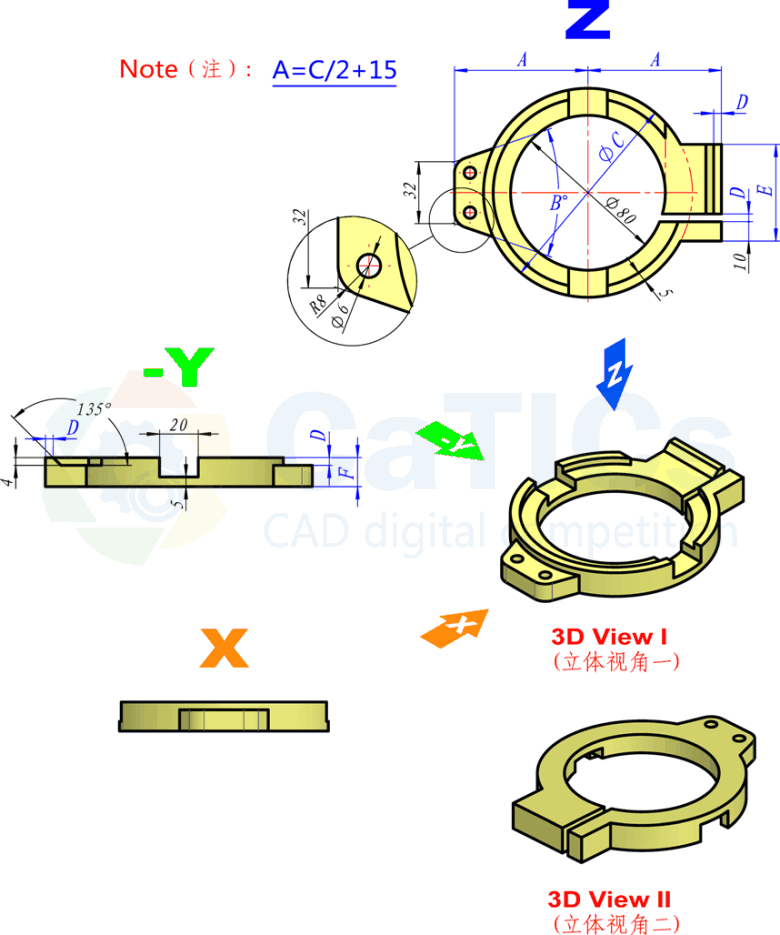 Z
Note（注）: A=C/2+15
A
A
D
ΦC
32
B°
Φ80
D
E
10
5
32
R8
Φ6
-Y
Z
135°
D
20
D
F
4
5
-Y
CaTICs
CAD digital competition
X
X
3D View I
(立体视角一)
3D View II
(立体视角二)